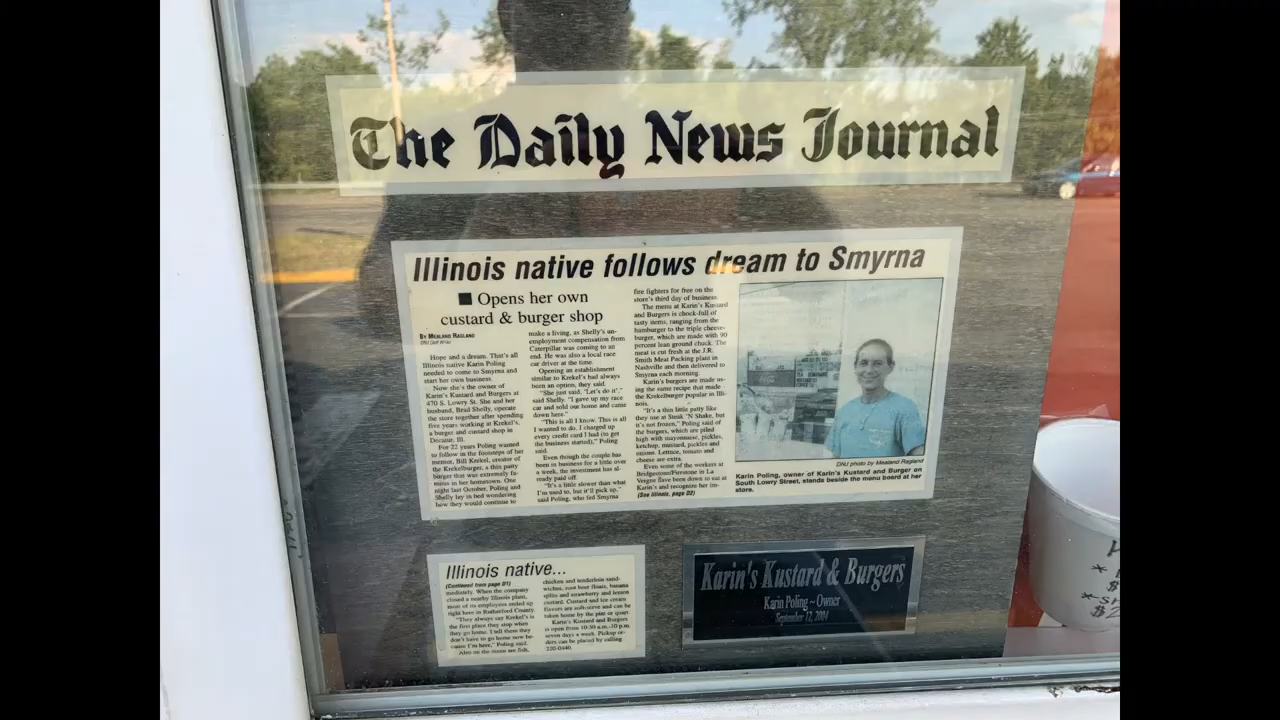 The Daily News Journal
Illinois native follows dream to Smyrna
■ Opens her own
custard & burger shop
BY MEALAND RAGLAND
DNJ Staff Writer
Hope and a dream. That's all
Illinois native Karin Poling
needed to come to Smyrna and
start her own business.
Now she's the owner of
Karin's Kustard and Burgers at
470 S. Lowry St. She and her
husband, Brad Shelly, operate
the store together after spending
five years working at Krekel's,
a burger and custard shop in
Decatur, Ill.
For 22 years Poling wanted
to follow in the footsteps of her
mentor, Bill Krekel, creator of
the Krekelburger, a thin patty
burger that was extremely fa-
mous in her hometown. One
night last October, Poling and
Shelly lay in bed wondering
how they would continue to
make a living, as Shelly's un-
employment compensation from
Caterpillar was coming to an
end. He was also a local race
car driver at the time.
Opening an establishment
similar to Krekel's had always
been an option, they said.
"She just said, 'Let's do it',"
said Shelly. "I gave up my race
car and sold our home and came
down here."
"This is all I know. This is all
I wanted to do. I charged up
every credit card I had (to get
the business started)," Poling
said.
Even though the couple has
been in business for a little over
a week, the investment has al-
ready paid off.
"It's a little slower than what
I'm used to, but it'll pick up,"
said Poling, who fed Smyrna
fire fighters for free on the
store's third day of business.
The menu at Karin's Kustard
and Burgers is chock-full of
tasty items, ranging from the
hamburger to the triple cheese-
burger, which are made with 90
percent lean ground chuck. The
meat is cut fresh at the J.R.
Smith Meat Packing plant in
Nashville and then delivered to
Smyrna each morning.
Karin's burgers are made us-
ing the same recipe that made
the Krekelburger popular in Illi-
nois.
"It's a thin little patty like
they use at Steak 'N Shake, but
it's not frozen," Poling said of
the burgers, which are piled
high with mayonnaise, pickles,
ketchup, mustard, pickles and
onions. Lettuce, tomato and
cheese are extra.
Even some of the workers at
Bridgestone/Firestone in La
Vergne have been down to eat at
Karin's and recognize her im-
(See Illinois, page D2)
DNJ photo by Mealand Ragland
Karin Poling, owner of Karin's Kustard and Burger on
South Lowry Street, stands beside the menu board at her
store.
Illinois native...
(Continued from page D1)
mediately. When the company
closed a nearby Illinois plant,
most of its employees ended up
right here in Rutherford County.
"They always say Krekel's is
the first place they stop when
they go home. I tell them they
don't have to go home now be-
cause I'm here," Poling said.
Also on the menu are fish,
chicken and tenderloin sand-
wiches, root beer floats, banana
splits and strawberry and lemon
custard. Custard and ice cream
flavors are soft-serve and can be
taken home by the pint or quart.
Karin's Kustard and Burgers
is open from 10:30 a.m.-10 p.m.
seven days a week. Pickup or-
ders can be placed by calling
220-0440.
Karin's Kustard & Burgers
Karin Poling ~ Owner
September 12, 2004